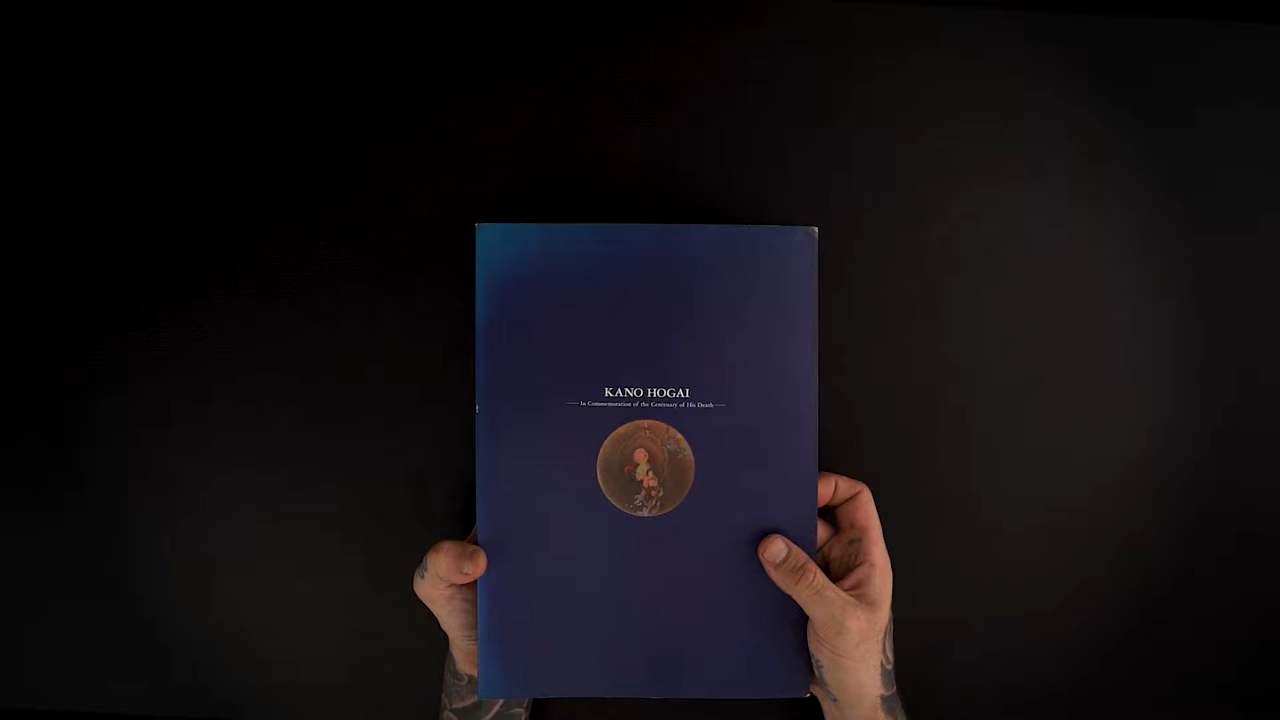 KANO HOGAI
In Commemoration of the Centenary of His Death